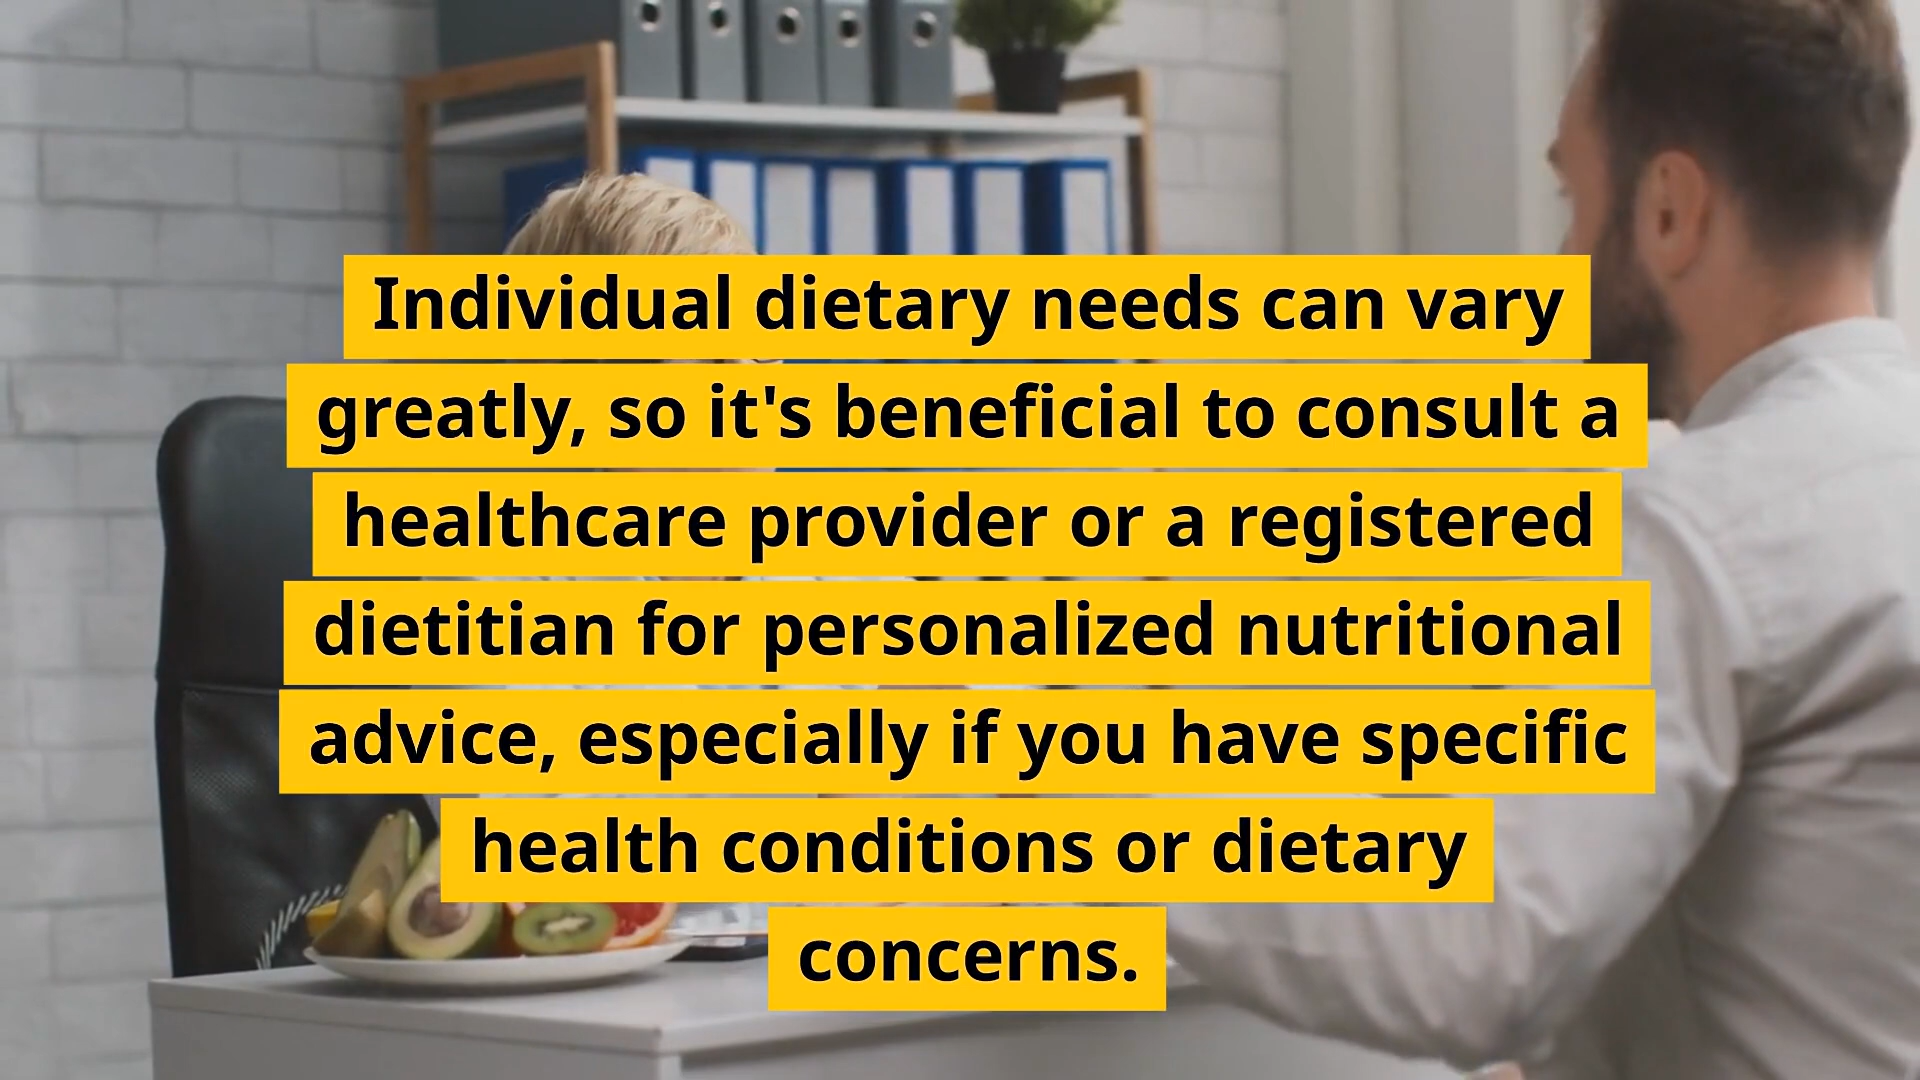 Individual dietary needs can vary
greatly, so it's beneficial to consult a
healthcare provider or a registered
dietitian for personalized nutritional
advice, especially if you have specific
health conditions or dietary
concerns.